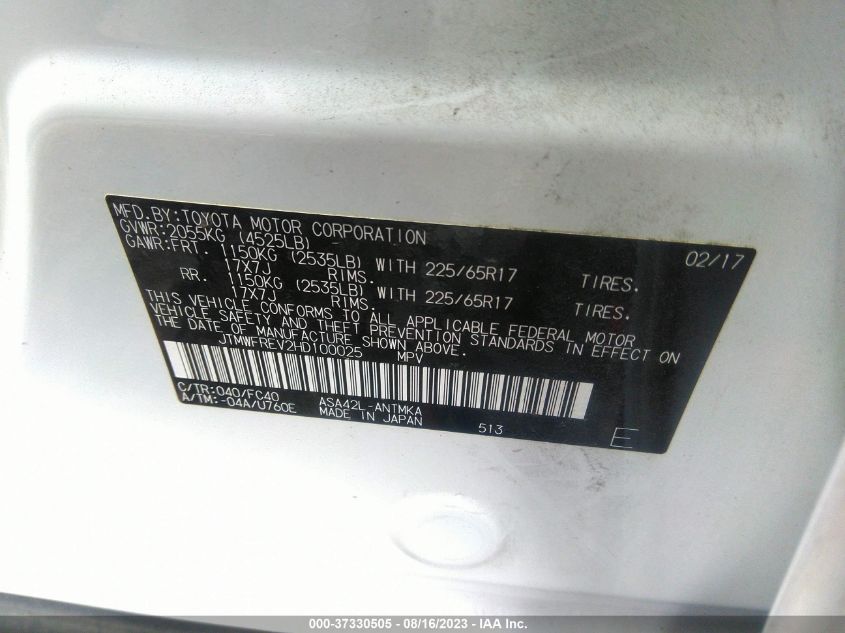 MFD.BY:TOYOTA MOTOR CORPORATION 02/17
GVWR:2055KG (4525LB)
GAWR:FRT. 1150KG (2535LB) WITH 225/65R17 TIRES.
17X7J RIMS.
RR. 1150KG (2535LB) WITH 225/65R17 TIRES.
17X7J RIMS.
THIS VEHICLE CONFORMS TO ALL APPLICABLE FEDERAL MOTOR
VEHICLE SAFETY AND THEFT PREVENTION STANDARDS IN EFFECT ON
THE DATE OF MANUFACTURE SHOWN ABOVE.
JTMWFREV2HD100025 MPV
C/TR:040/FC40 ASA42L-ANTMKA
A/TM:-04A/U760E MADE IN JAPAN 513 E
000-37330505 - 08/16/2023 - IAA Inc.